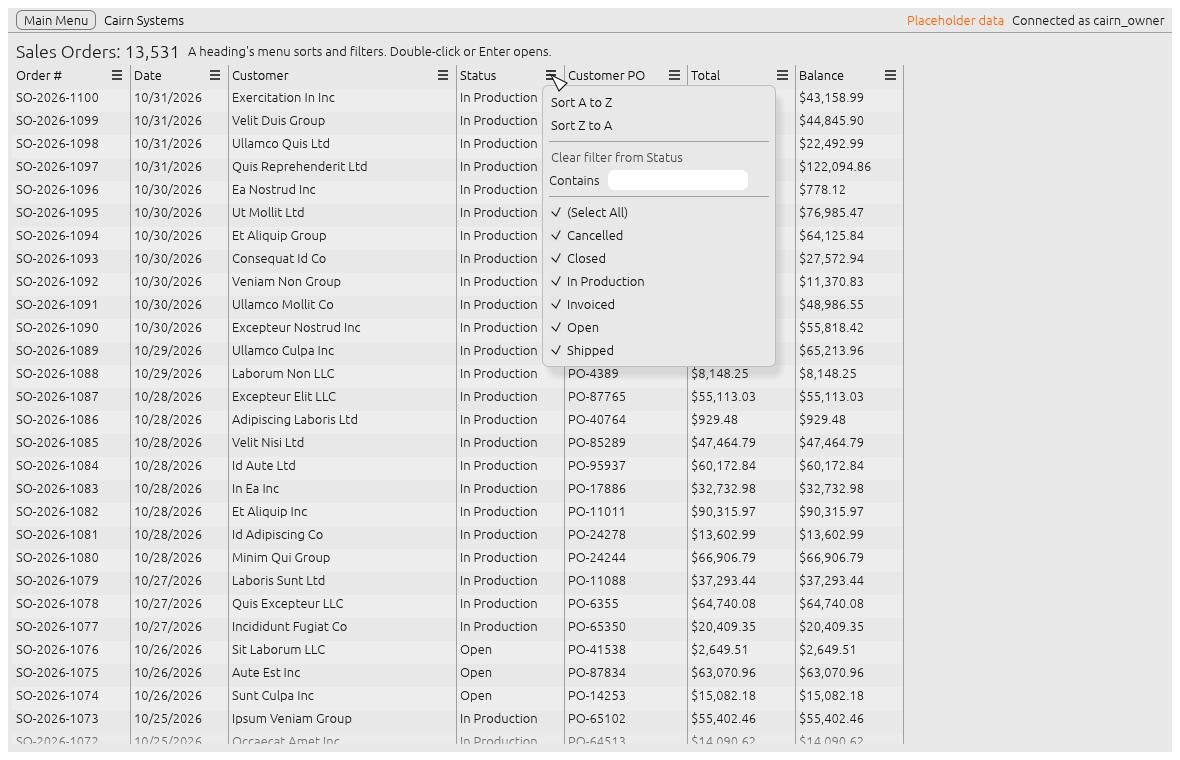 Main Menu Cairn Systems Placeholder data Connected as cairn_owner
Sales Orders: 13,531 A heading's menu sorts and filters. Double-click or Enter opens.
Order # Date Customer Status Customer PO Total Balance
SO-2026-1100 10/31/2026 Exercitation In Inc In Production $43,158.99
Sort A to Z
SO-2026-1099 10/31/2026 Velit Duis Group In Production $44,845.90
Sort Z to A
SO-2026-1098 10/31/2026 Ullamco Quis Ltd In Production $22,492.99
Clear filter from Status
SO-2026-1097 10/31/2026 Quis Reprehenderit Ltd In Production $122,094.86
Contains
SO-2026-1096 10/30/2026 Ea Nostrud Inc In Production $778.12
SO-2026-1095 10/30/2026 Ut Mollit Ltd In Production (Select All) $76,985.47
SO-2026-1094 10/30/2026 Et Aliquip Group In Production Cancelled $64,125.84
SO-2026-1093 10/30/2026 Consequat Id Co In Production Closed $27,572.94
SO-2026-1092 10/30/2026 Veniam Non Group In Production In Production $11,370.83
SO-2026-1091 10/30/2026 Ullamco Mollit Co In Production Invoiced $48,986.55
SO-2026-1090 10/30/2026 Excepteur Nostrud Inc In Production Open $55,818.42
SO-2026-1089 10/29/2026 Ullamco Culpa Inc In Production Shipped $65,213.96
SO-2026-1088 10/29/2026 Laborum Non LLC In Production PO-4389 $8,148.25 $8,148.25
SO-2026-1087 10/28/2026 Excepteur Elit LLC In Production PO-87765 $55,113.03 $55,113.03
SO-2026-1086 10/28/2026 Adipiscing Laboris Ltd In Production PO-40764 $929.48 $929.48
SO-2026-1085 10/28/2026 Velit Nisi Ltd In Production PO-85289 $47,464.79 $47,464.79
SO-2026-1084 10/28/2026 Id Aute Ltd In Production PO-95937 $60,172.84 $60,172.84
SO-2026-1083 10/28/2026 In Ea Inc In Production PO-17886 $32,732.98 $32,732.98
SO-2026-1082 10/28/2026 Et Aliquip Inc In Production PO-11011 $90,315.97 $90,315.97
SO-2026-1081 10/28/2026 Id Adipiscing Co In Production PO-24278 $13,602.99 $13,602.99
SO-2026-1080 10/28/2026 Minim Qui Group In Production PO-24244 $66,906.79 $66,906.79
SO-2026-1079 10/27/2026 Laboris Sunt Ltd In Production PO-11088 $37,293.44 $37,293.44
SO-2026-1078 10/27/2026 Quis Excepteur LLC In Production PO-6355 $64,740.08 $64,740.08
SO-2026-1077 10/27/2026 Incididunt Fugiat Co In Production PO-65350 $20,409.35 $20,409.35
SO-2026-1076 10/26/2026 Sit Laborum LLC Open PO-41538 $2,649.51 $2,649.51
SO-2026-1075 10/26/2026 Aute Est Inc Open PO-87834 $63,070.96 $63,070.96
SO-2026-1074 10/26/2026 Sunt Culpa Inc Open PO-14253 $15,082.18 $15,082.18
SO-2026-1073 10/25/2026 Ipsum Veniam Group In Production PO-65102 $55,402.46 $55,402.46
SO-2026-1072 10/25/2026 Occaecat Amet Inc In Production PO-64513 $14,090.62 $14,090.62